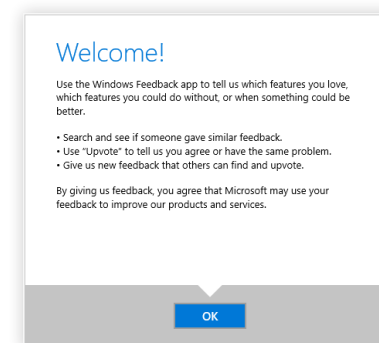 Welcome!
Use the Windows Feedback app to tell us which features you love,
which features you could do without, or when something could be
better.
• Search and see if someone gave similar feedback.
• Use “Upvote” to tell us you agree or have the same problem.
• Give us new feedback that others can find and upvote.
By giving us feedback, you agree that Microsoft may use your
feedback to improve our products and services.
OK